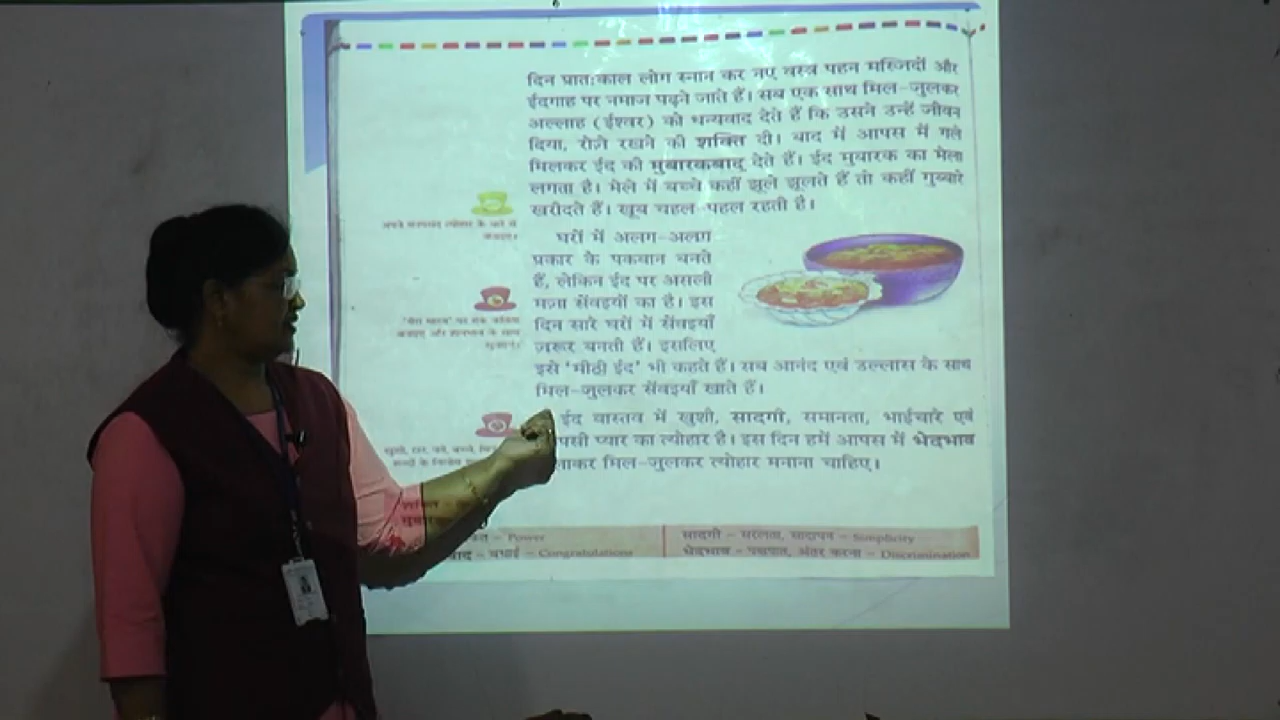 दिन प्रात:काल लोग स्नान कर नए वस्त्र पहन मस्जिदों और
ईदगाह पर नमाज पढ़ने जाते हैं। सब एक साथ मिल-जुलकर
अल्लाह (ईश्वर) को धन्यवाद देते हैं कि उसने उन्हें जीवन
दिया, रोज़े रखने की शक्ति दी। बाद में आपस में गले
मिलकर ईद की मुबारकबाद देते हैं। ईद मुबारक का मेला
लगता है। मेले में बच्चे कहीं झूले झूलते हैं तो कहीं गुब्बारे
खरीदते हैं। खूब चहल-पहल रहती है।
घरों में अलग-अलग
प्रकार के पकवान बनते
हैं, लेकिन ईद पर असली
मज़ा सेंवइयों का है। इस
दिन सारे घरों में सेंवइयाँ
ज़रूर बनती हैं। इसलिए
इसे 'मीठी ईद' भी कहते हैं। सब आनंद एवं उल्लास के साथ
मिल-जुलकर सेंवइयाँ खाते हैं।
ईद वास्तव में खुशी, सादगी, समानता, भाईचारे एवं
पसी प्यार का त्योहार है। इस दिन हमें आपस में भेदभाव
लाकर मिल-जुलकर त्योहार मनाना चाहिए।
– Power
बाद – बधाई – Congratulations
सादगी – सरलता, सादापन – Simplicity
भेदभाव – पक्षपात, अंतर करना – Discrimination